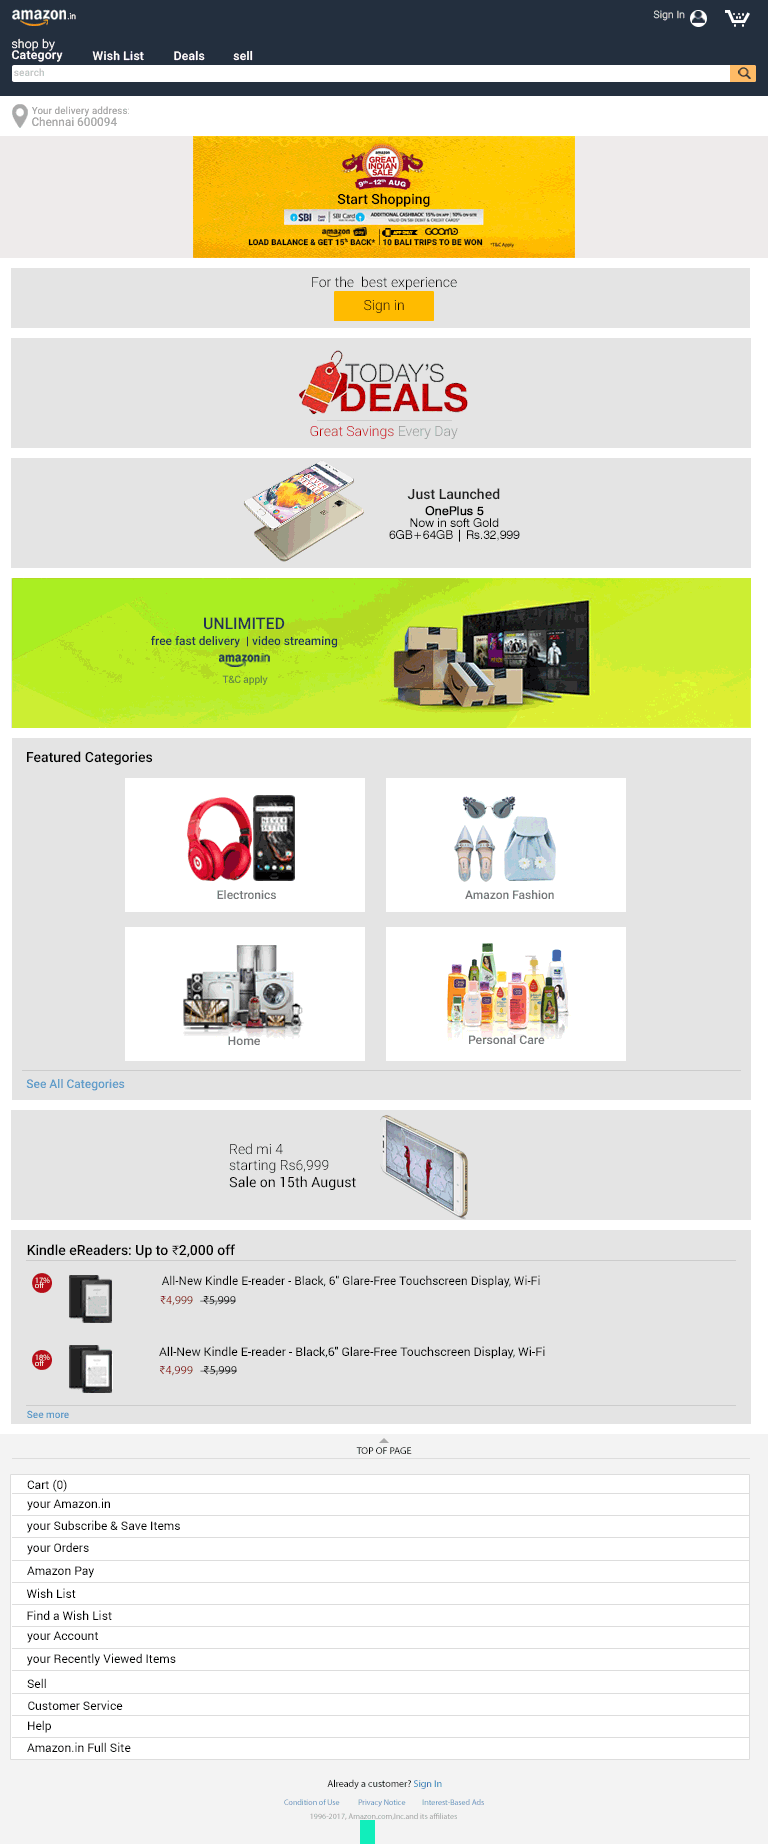 amazon.in
Sign In
shop by
Category
Wish List
Deals
sell
search
Your delivery address:
Chennai 600094
amazon
GREAT
INDIAN
SALE
9th-12th AUG
Start Shopping
SBI
SBI Card
ADDITIONAL CASHBACK* 15% ON APP | 10% ON SITE
VALID ON SBI DEBIT & CREDIT CARDS*
amazon pay
APP ONLY
LOAD BALANCE & GET 15% BACK*
10 BALI TRIPS TO BE WON
*T&C Apply
For the best experience
Sign in
TODAY'S
DEALS
Great Savings Every Day
Just Launched
OnePlus 5
Now in soft Gold
6GB+64GB | Rs.32,999
UNLIMITED
free fast delivery | video streaming
amazon.in
T&C apply
Featured Categories
Electronics
Amazon Fashion
Home
Personal Care
See All Categories
Red mi 4
starting Rs6,999
Sale on 15th August
Kindle eReaders: Up to ₹2,000 off
17%
off
All-New Kindle E-reader - Black, 6" Glare-Free Touchscreen Display, Wi-Fi
₹4,999 ₹5,999
18%
off
All-New Kindle E-reader - Black,6" Glare-Free Touchscreen Display, Wi-Fi
₹4,999 ₹5,999
See more
TOP OF PAGE
Cart (0)
your Amazon.in
your Subscribe & Save Items
your Orders
Amazon Pay
Wish List
Find a Wish List
your Account
your Recently Viewed Items
Sell
Customer Service
Help
Amazon.in Full Site
Already a customer? Sign In
Condition of Use
Privacy Notice
Interest-Based Ads
1996-2017, Amazon.com,Inc.and its affiliates